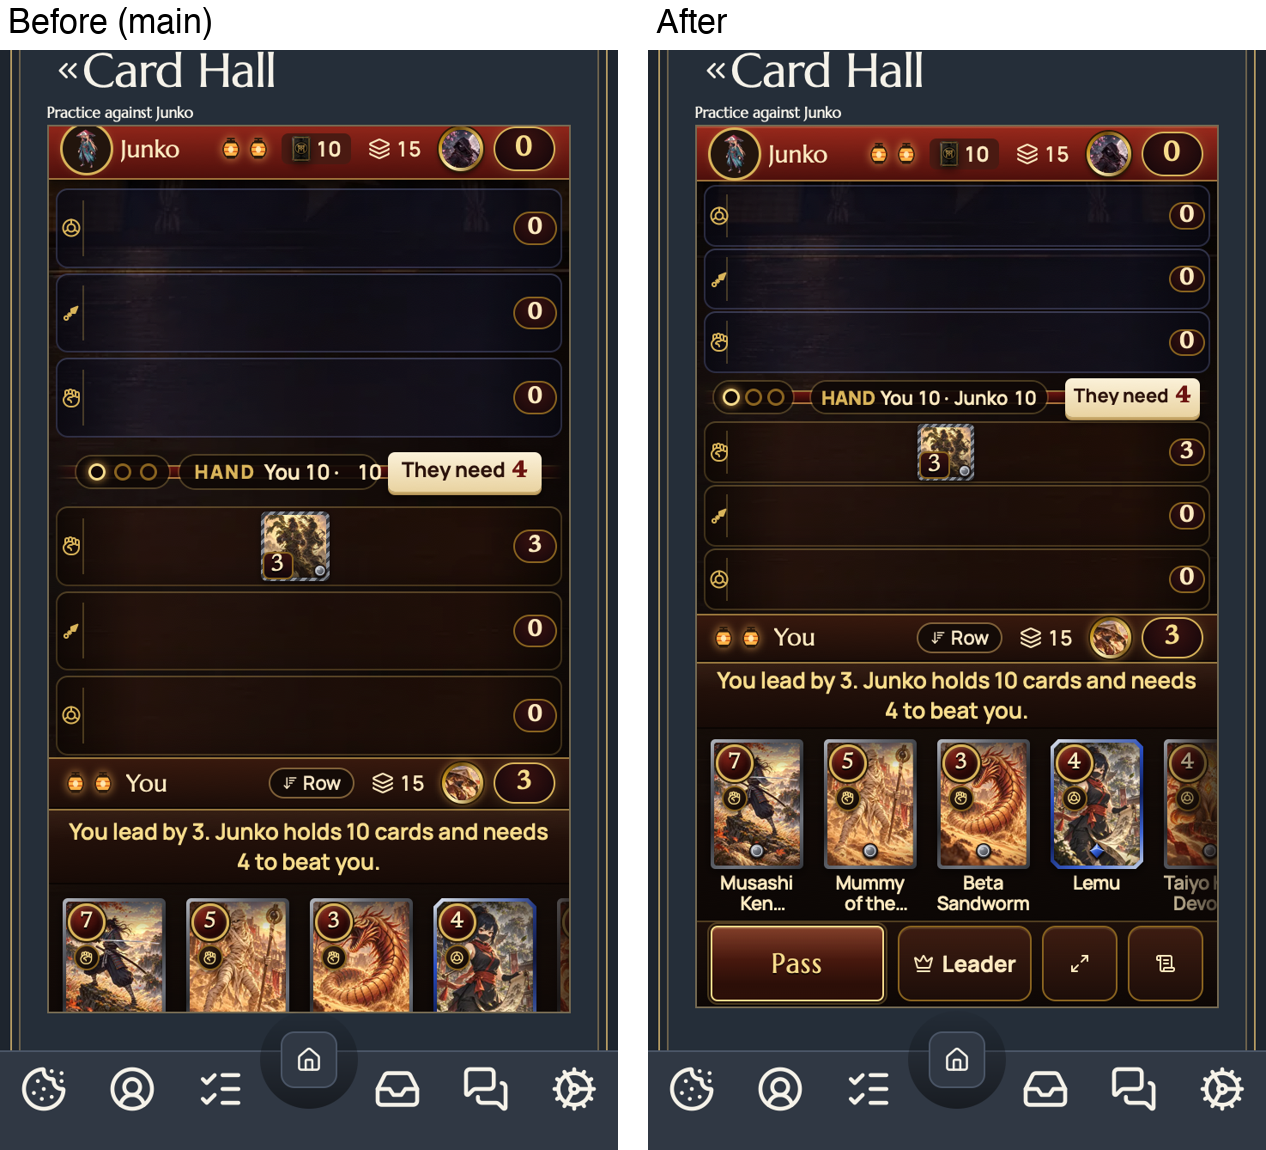 Before (main)
«Card Hall
Practice against Junko
Junko 10 15 0
0
0
0
HAND You 10 · 10 They need 4
3 3
0
0
You Row 15 3
You lead by 3. Junko holds 10 cards and needs
4 to beat you.
7 5 3 4
After
«Card Hall
Practice against Junko
Junko 10 15 0
0
0
0
HAND You 10 · Junko 10 They need 4
3 3
0
0
You Row 15 3
You lead by 3. Junko holds 10 cards and needs
4 to beat you.
7 5 3 4 4
Musashi Mummy Beta Lemu Taiyo
Ken... of the... Sandworm Devo
Pass Leader